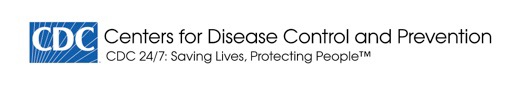 CDC Centers for Disease Control and Prevention
CDC 24/7: Saving Lives, Protecting People™